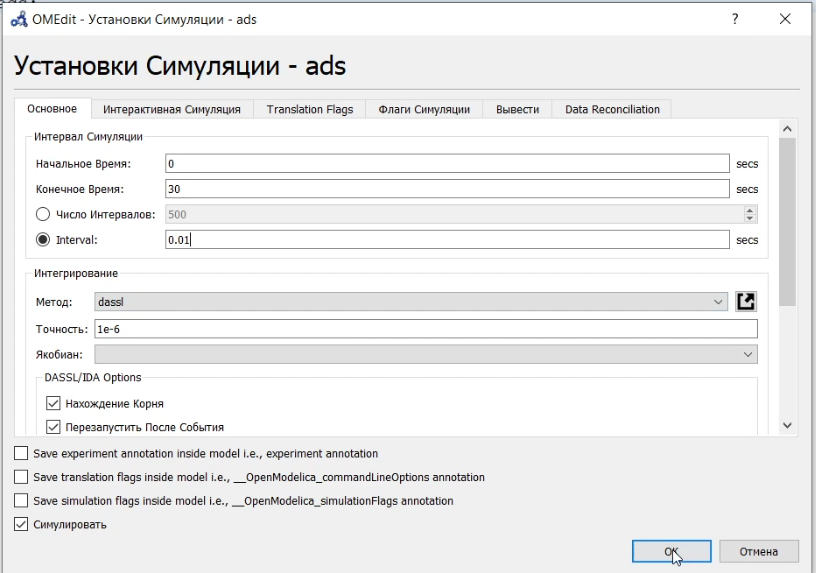 OMEdit - Установки Симуляции - ads ?
Установки Симуляции - ads
Основное Интерактивная Симуляция Translation Flags Флаги Симуляции Вывести Data Reconciliation
Интервал Симуляции
Начальное Время: 0 secs
Конечное Время: 30 secs
Число Интервалов: 500
Interval: 0.01 secs
Интегрирование
Метод: dassl
Точность: 1e-6
Якобиан:
DASSL/IDA Options
Нахождение Корня
Перезапустить После События
Save experiment annotation inside model i.e., experiment annotation
Save translation flags inside model i.e., __OpenModelica_commandLineOptions annotation
Save simulation flags inside model i.e., __OpenModelica_simulationFlags annotation
Симулировать
OK Отмена